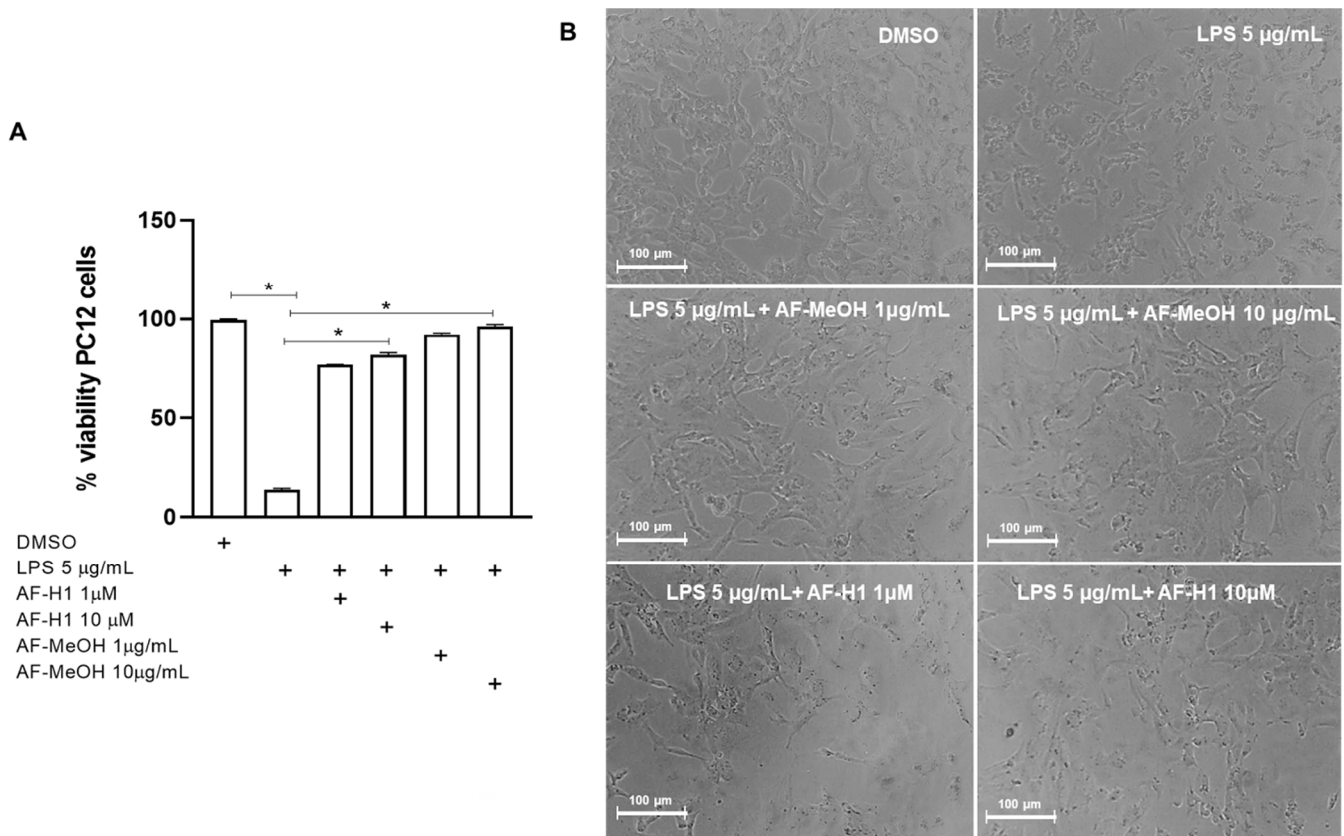 A
% viability PC12 cells
150
100
50
0
*
*
*
DMSO
+
LPS 5 μg/mL
+ + + + +
AF-H1 1μM
+
AF-H1 10 μM
+
AF-MeOH 1μg/mL
+
AF-MeOH 10μg/mL
+
B
DMSO
100 μm
LPS 5 μg/mL
100 μm
LPS 5 μg/mL + AF-MeOH 1μg/mL
100 μm
LPS 5 μg/mL + AF-MeOH 10 μg/mL
100 μm
LPS 5 μg/mL+ AF-H1 1μM
100 μm
LPS 5 μg/mL+ AF-H1 10μM
100 μm